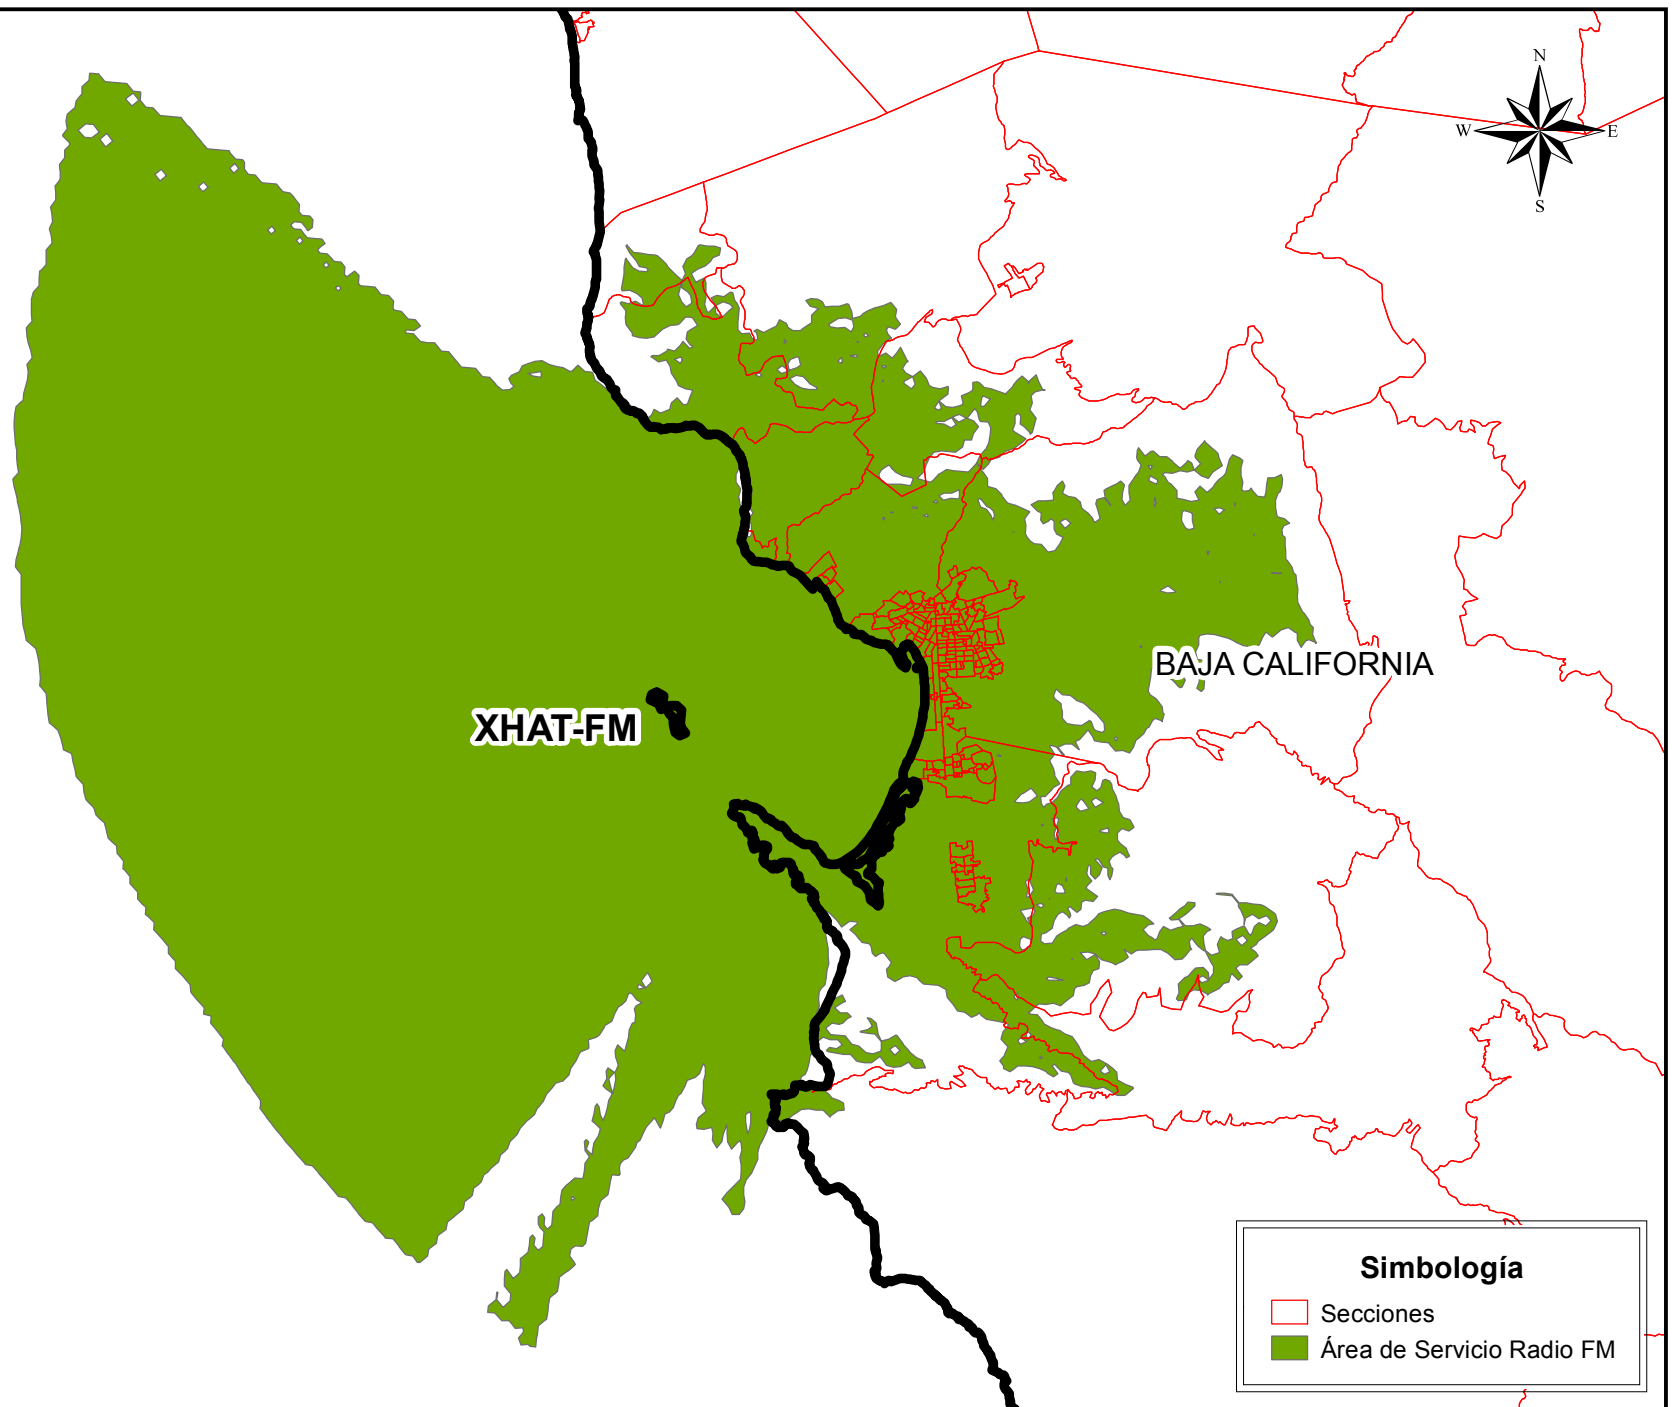 N
W E
S
BAJA CALIFORNIA
XHAT-FM
Simbología
Secciones
Área de Servicio Radio FM